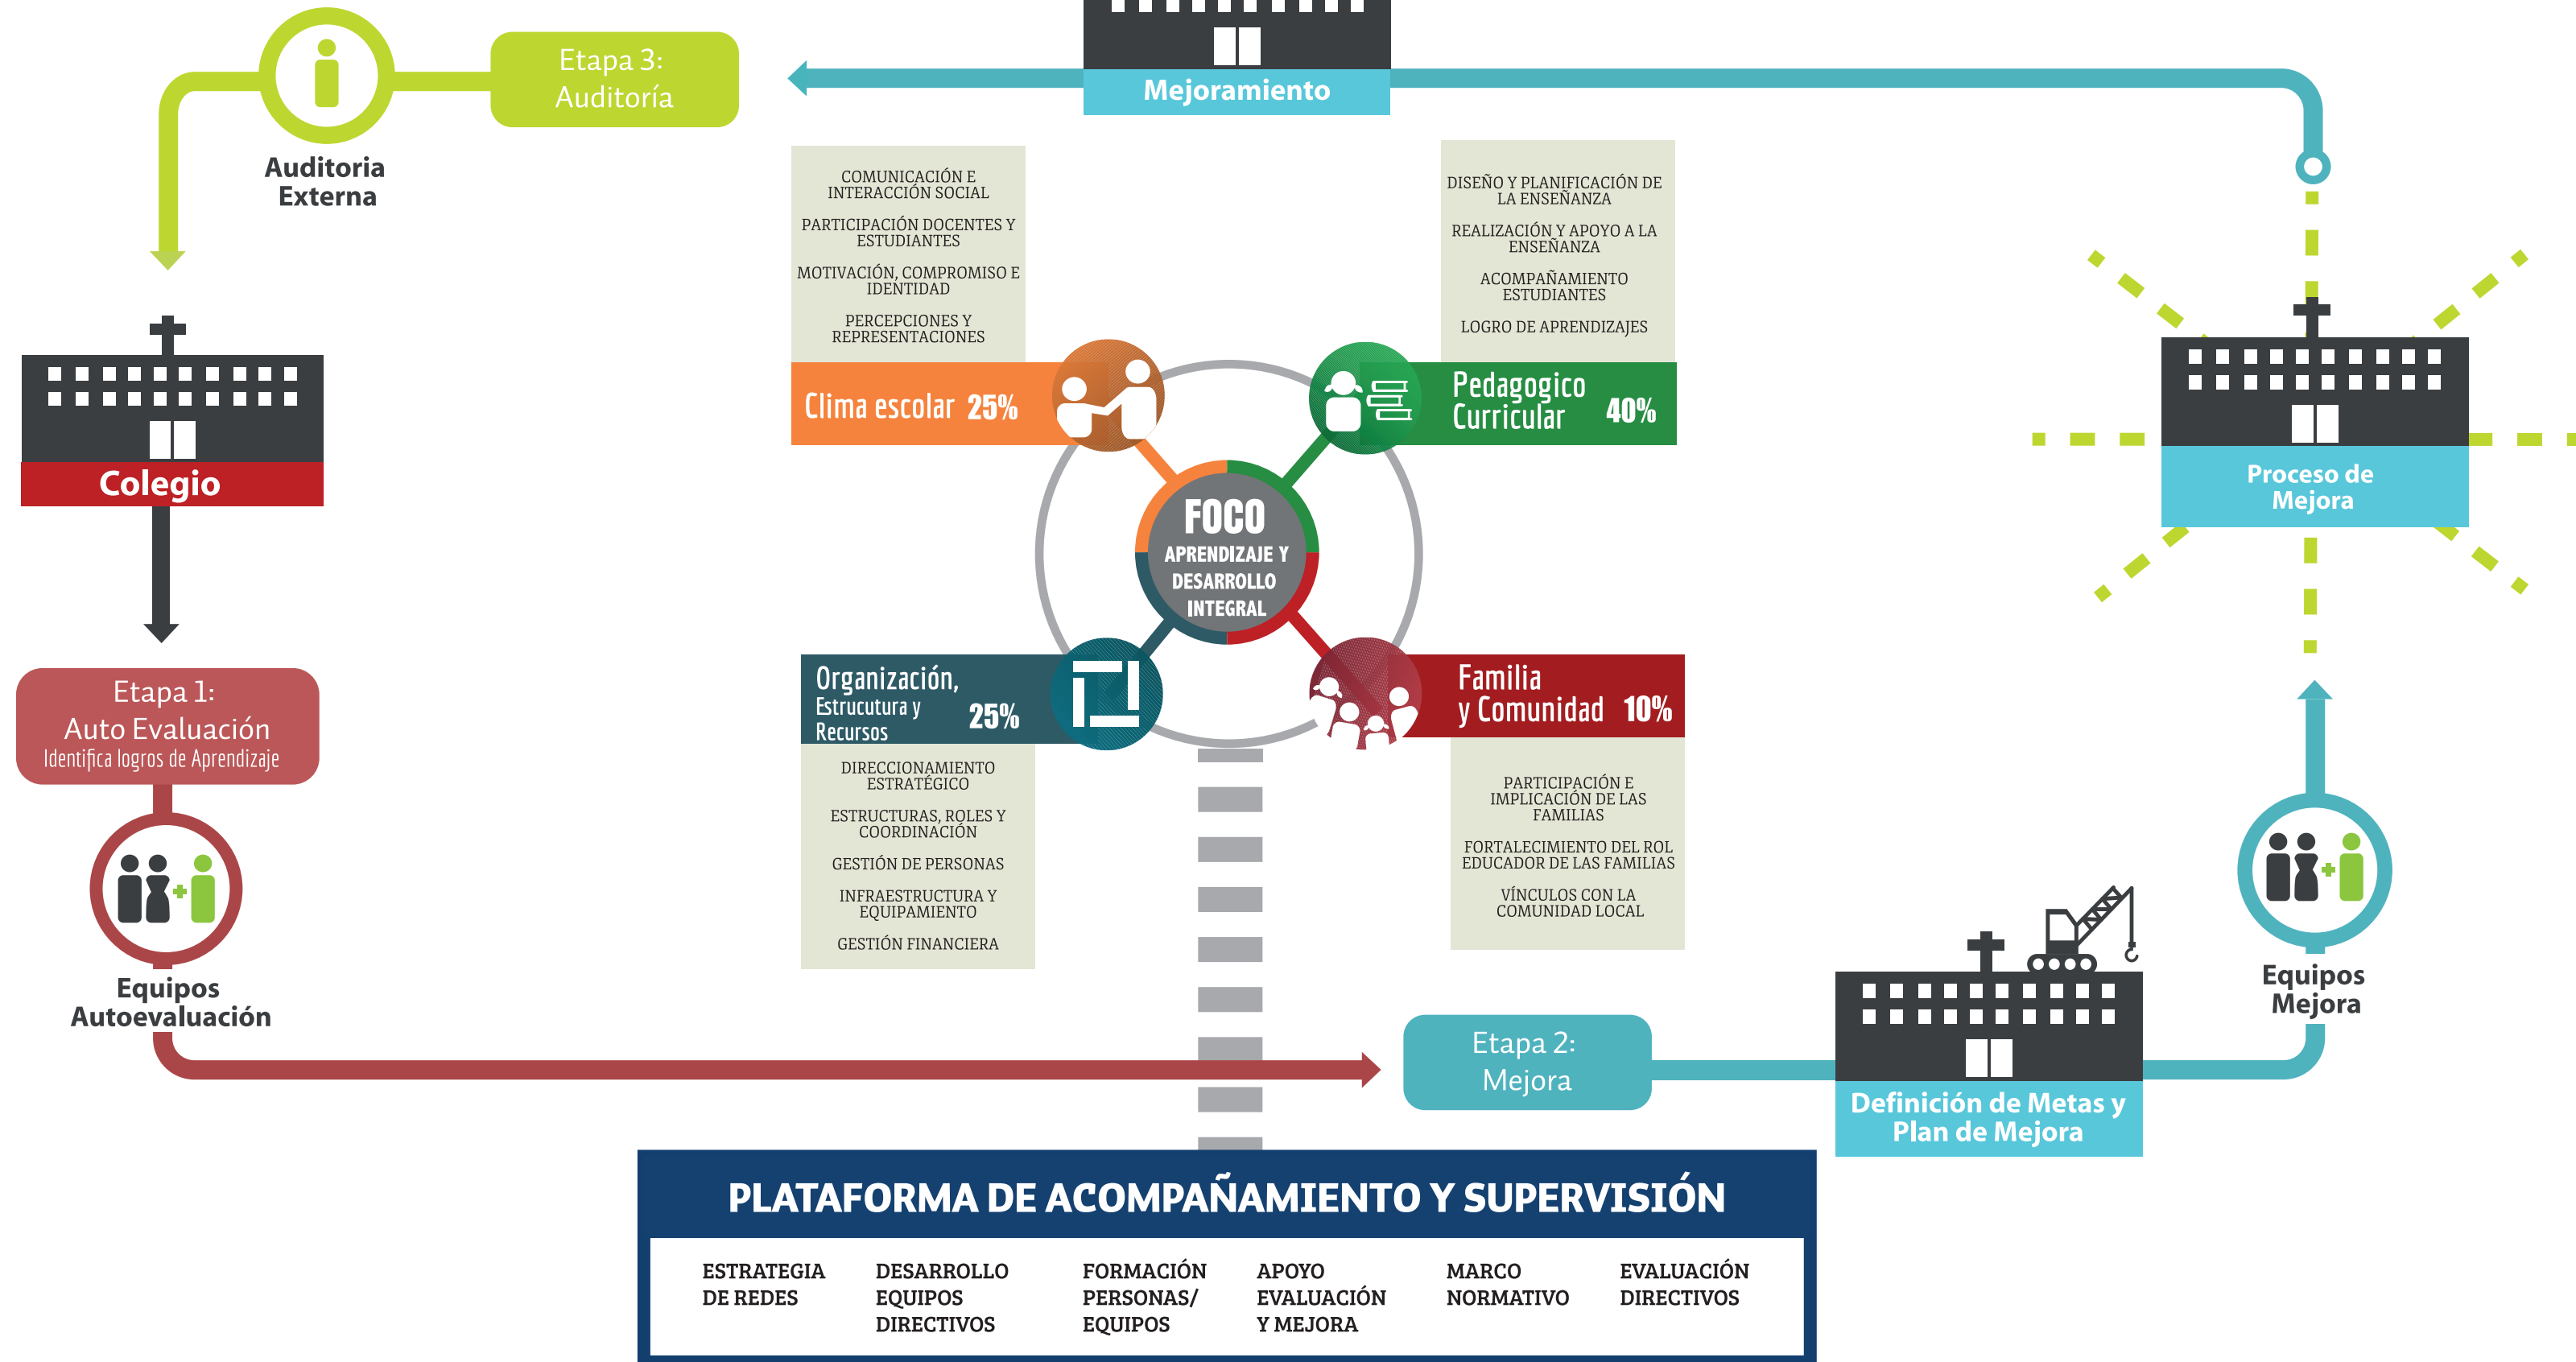 Etapa 3:
Auditoría
Mejoramiento
Auditoria
Externa
COMUNICACIÓN E
INTERACCIÓN SOCIAL
PARTICIPACIÓN DOCENTES Y
ESTUDIANTES
MOTIVACIÓN, COMPROMISO E
IDENTIDAD
PERCEPCIONES Y
REPRESENTACIONES
Clima escolar 25%
DISEÑO Y PLANIFICACIÓN DE
LA ENSEÑANZA
REALIZACIÓN Y APOYO A LA
ENSEÑANZA
ACOMPAÑAMIENTO
ESTUDIANTES
LOGRO DE APRENDIZAJES
Pedagogico
Curricular 40%
Colegio
Proceso de
Mejora
FOCO
APRENDIZAJE Y
DESARROLLO
INTEGRAL
Etapa 1:
Auto Evaluación
Identifica logros de Aprendizaje
Organización,
Estrucutura y
Recursos 25%
DIRECCIONAMIENTO
ESTRATÉGICO
ESTRUCTURAS, ROLES Y
COORDINACIÓN
GESTIÓN DE PERSONAS
INFRAESTRUCTURA Y
EQUIPAMIENTO
GESTIÓN FINANCIERA
Familia
y Comunidad 10%
PARTICIPACIÓN E
IMPLICACIÓN DE LAS
FAMILIAS
FORTALECIMIENTO DEL ROL
EDUCADOR DE LAS FAMILIAS
VÍNCULOS CON LA
COMUNIDAD LOCAL
Equipos
Autoevaluación
Equipos
Mejora
Etapa 2:
Mejora
Definición de Metas y
Plan de Mejora
PLATAFORMA DE ACOMPAÑAMIENTO Y SUPERVISIÓN
ESTRATEGIA
DE REDES
DESARROLLO
EQUIPOS
DIRECTIVOS
FORMACIÓN
PERSONAS/
EQUIPOS
APOYO
EVALUACIÓN
Y MEJORA
MARCO
NORMATIVO
EVALUACIÓN
DIRECTIVOS